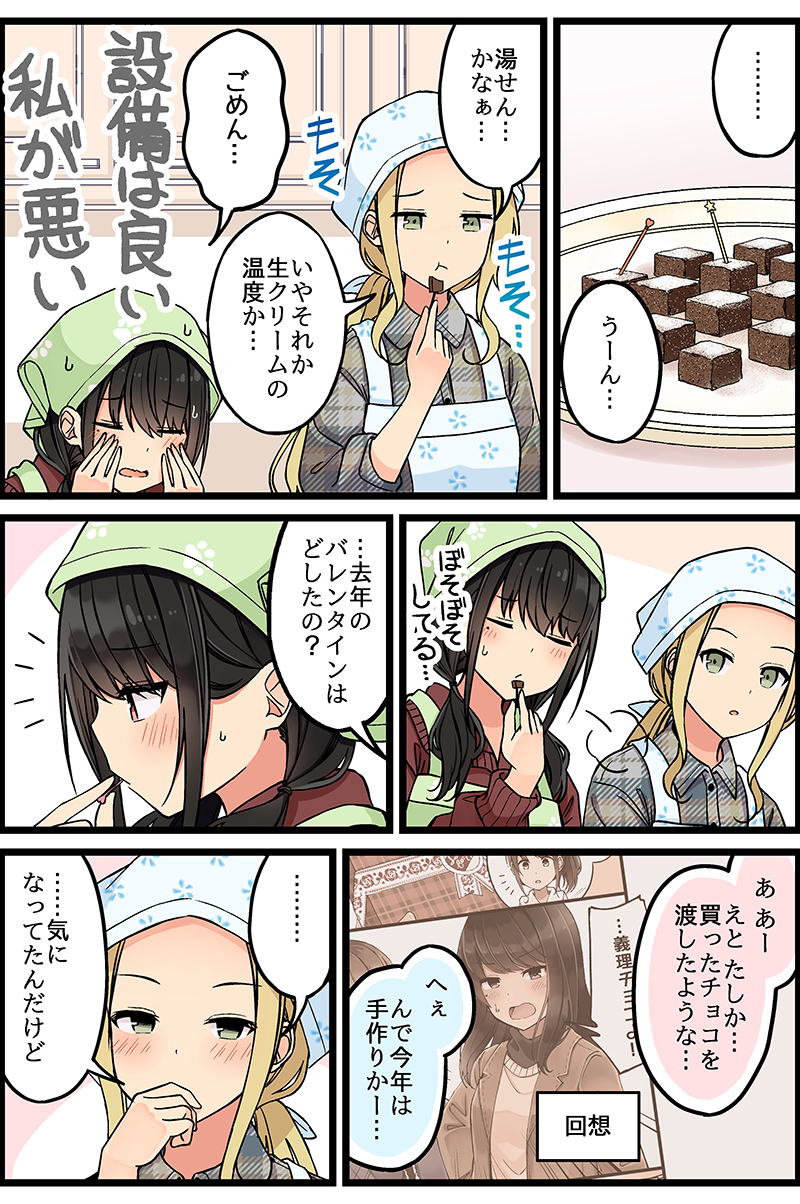 ………
うーん…
湯せん…
かなぁ…
もそ
もそ…
ごめん…
いやそれか
生クリームの
温度か…
設備は良い
私が悪い
ぼそぼそ
してる…
…去年の
バレンタインは
どしたの？
あ あー
えと たしか…
買ったチョコを
渡したような…
…義理チョコよ！
へぇ
んで今年は
手作りかー…
回想
………
……気に
なってたんだけど